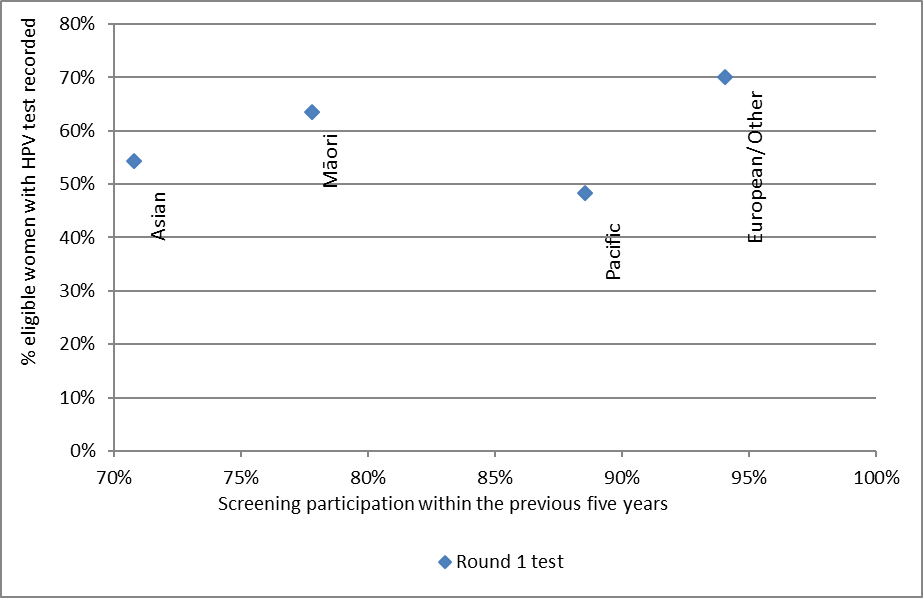 % eligible women with HPV test recorded
80%
70%
60%
50%
40%
30%
20%
10%
0%
Asian
Māori
Pacific
European/Other
70%
75%
80%
85%
90%
95%
100%
Screening participation within the previous five years
Round 1 test